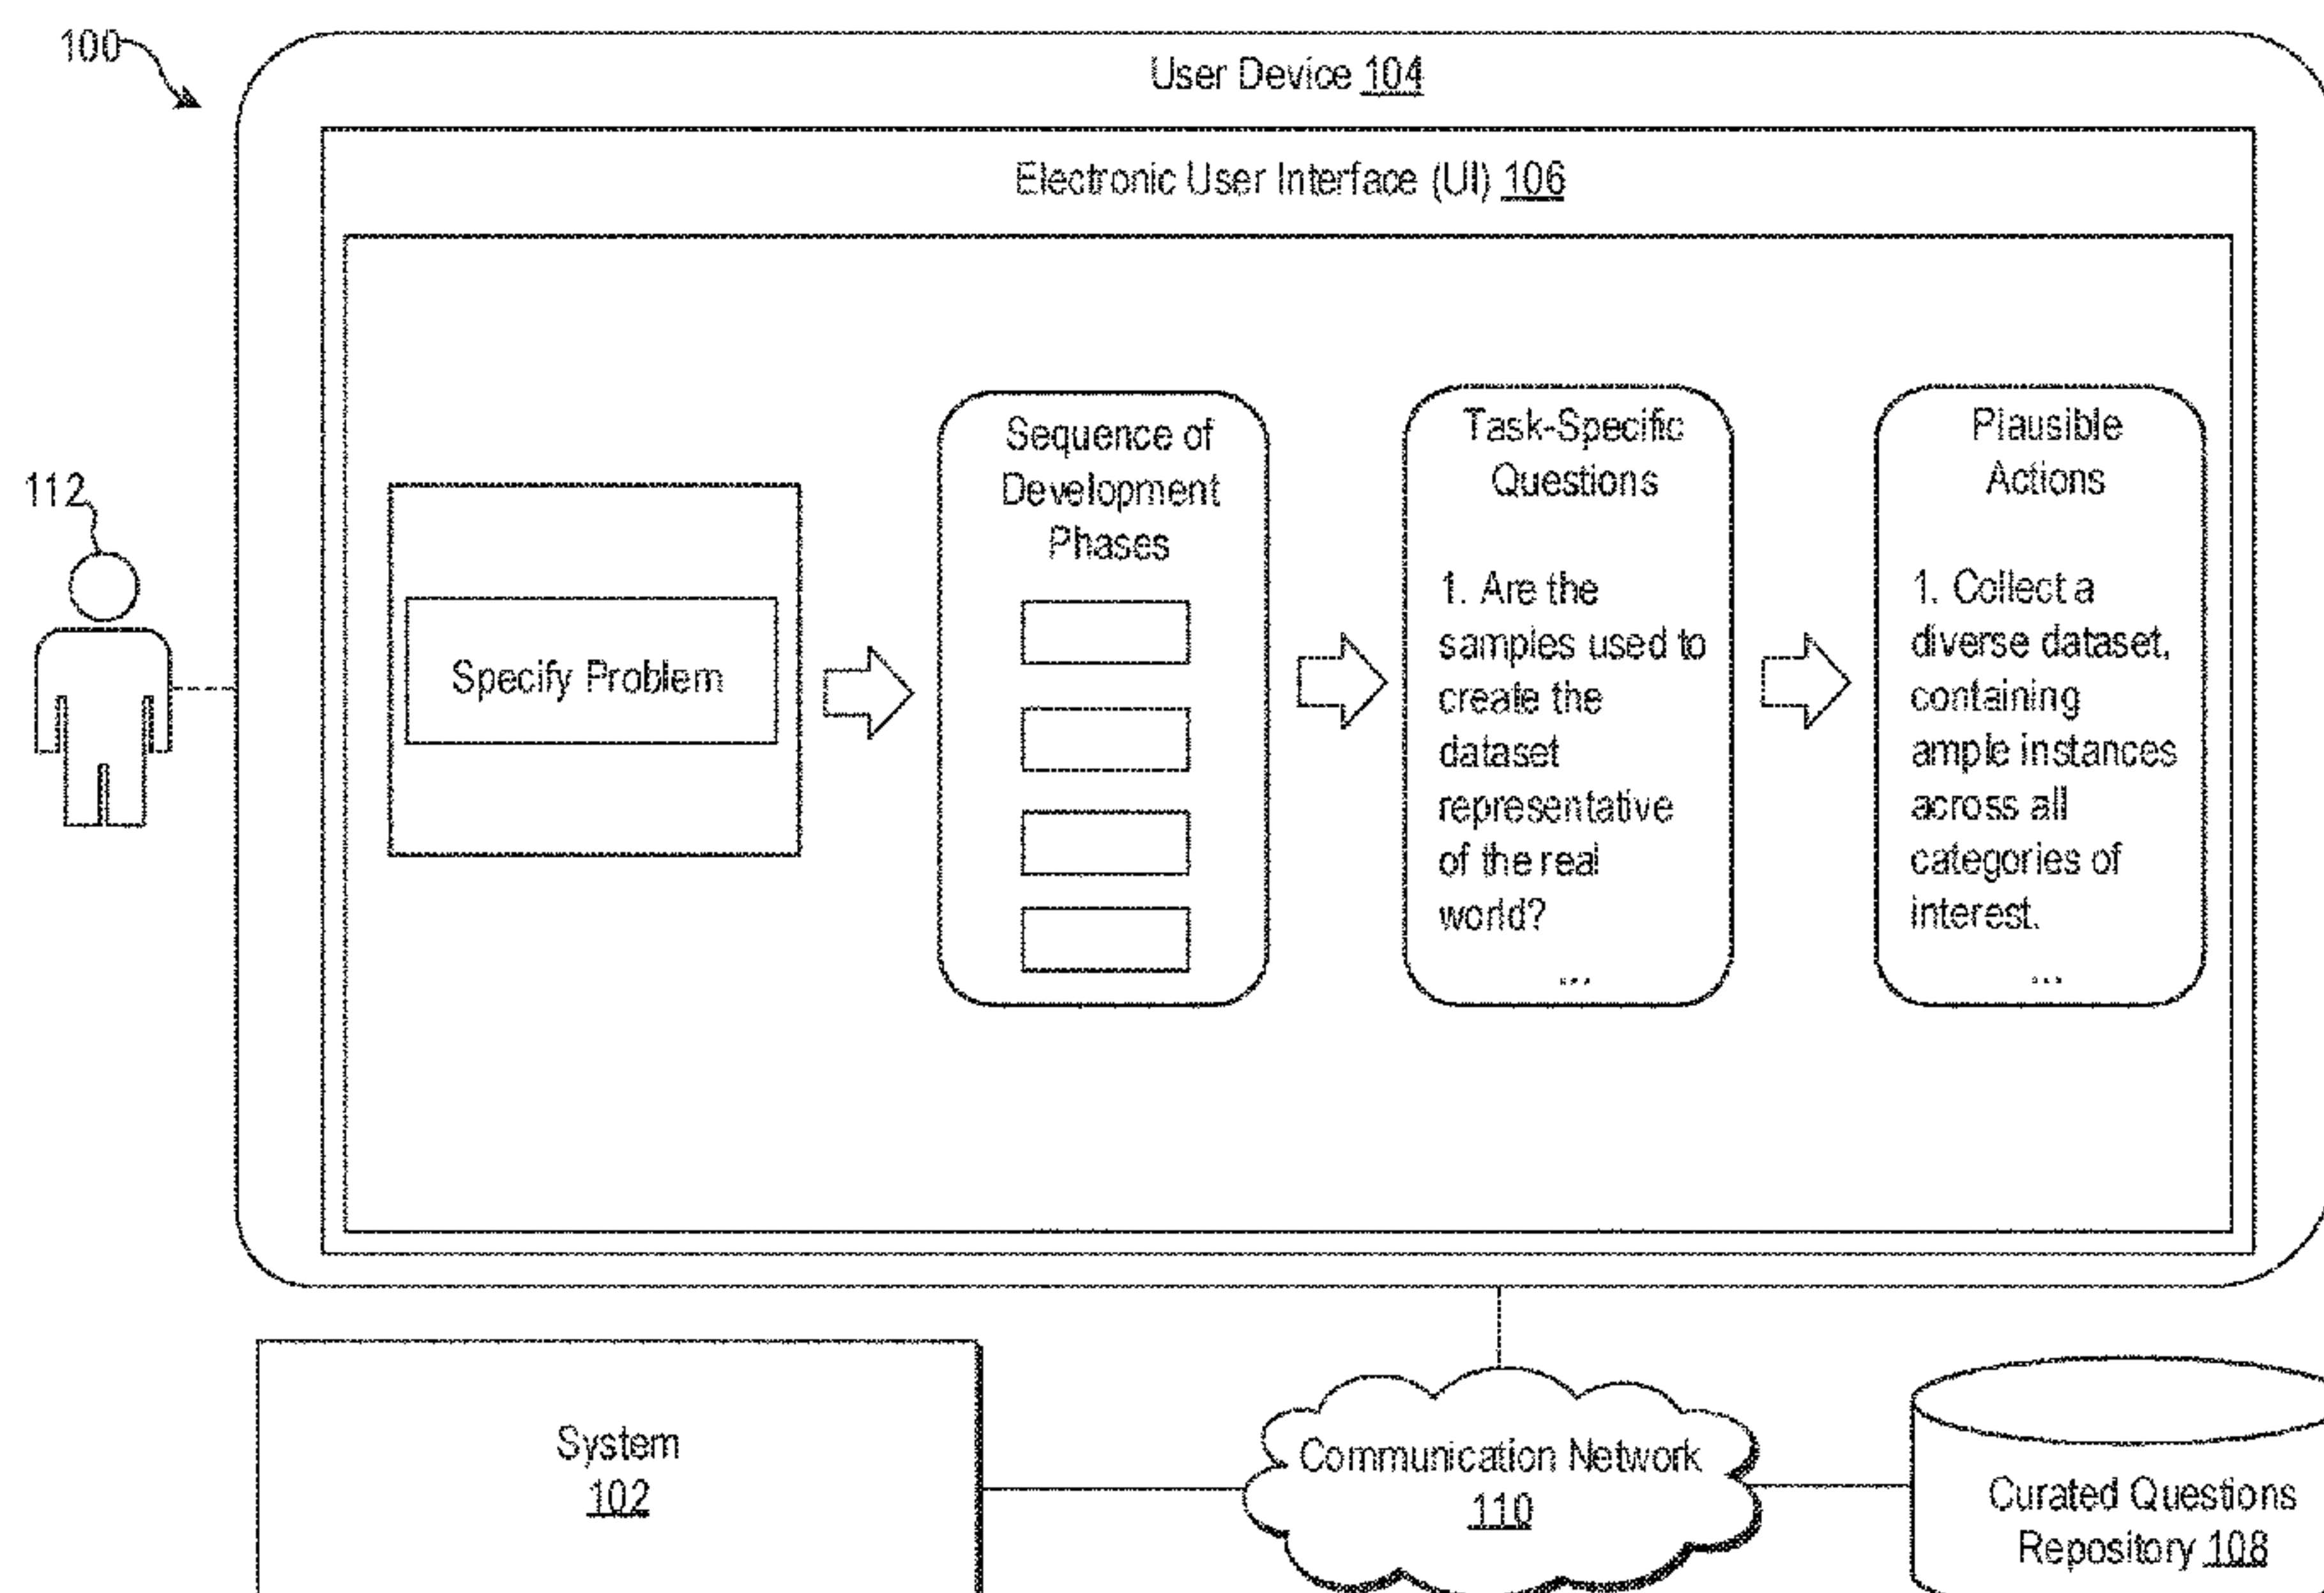 100
User Device 104
Electronic User Interface (UI) 106
112
Specify Problem
Sequence of
Development
Phases
Task-Specific
Questions
1. Are the
samples used to
create the
dataset
representative
of the real
world?
...
Plausible
Actions
1. Collect a
diverse dataset,
containing
ample instances
across all
categories of
interest.
...
System
102
Communication Network
110
Curated Questions
Repository 108